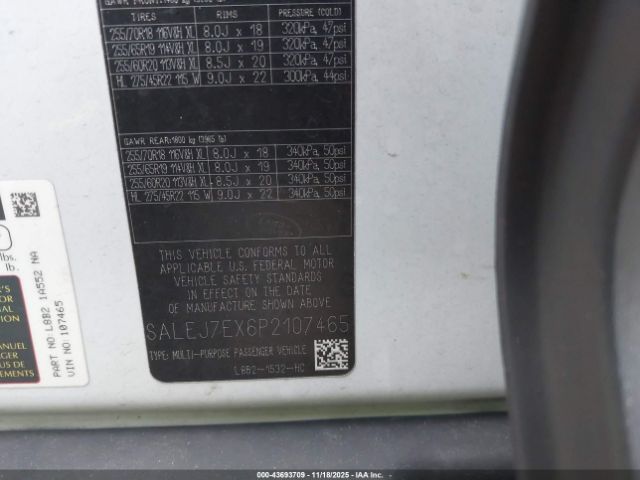 TIRES RIMS PRESSURE (COLD)
255/70R18 116V&H XL 8.0J x 18 320kPa, 47psi
255/65R19 114V&H XL 8.0J x 19 320kPa, 47psi
255/60R20 113V&H XL 8.5J x 20 320kPa, 47psi
HL 275/45R22 115 W 9.0J x 22 300kPa 44psi
GAWR REAR:1800 kg (3965 lb)
255/70R18 116V&H XL 8.0J x 18 340kPa, 50psi
255/65R19 114V&H XL 8.0J x 19 340kPa, 50psi
255/60R20 113V&H XL 8.5J x 20 340kPa, 50psi
HL 275/45R22 115 W 9.0J x 22 340kPa, 50psi
THIS VEHICLE CONFORMS TO ALL
APPLICABLE U.S. FEDERAL MOTOR
VEHICLE SAFETY STANDARDS
IN EFFECT ON THE DATE
OF MANUFACTURE SHOWN ABOVE
SALEJ7EX6P2107465
TYPE: MULTI-PURPOSE PASSENGER VEHICLE
L8B2-1532-HC
lbs.
lb.
PART NO: L8B2 1A552 NA
VIN 107465
MANUAL
000-43693709 - 11/18/2025 - IAAHOLDINGS